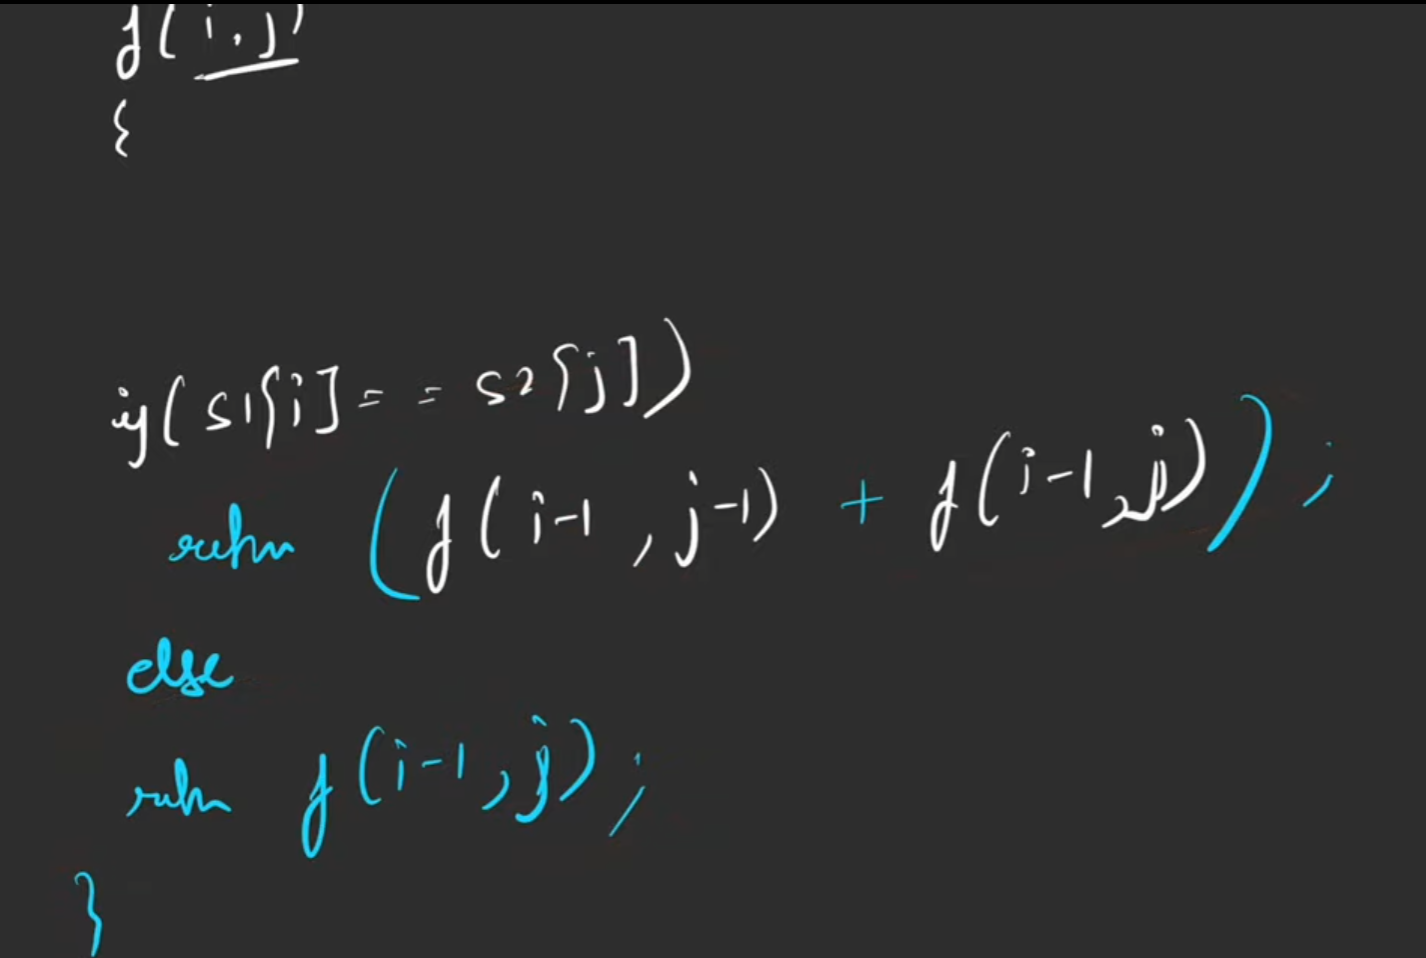 f(i,j)
{
if(s1[i]==s2[j])
return (f(i-1,j-1) + f(i-1,j));
else
return f(i-1,j);
}